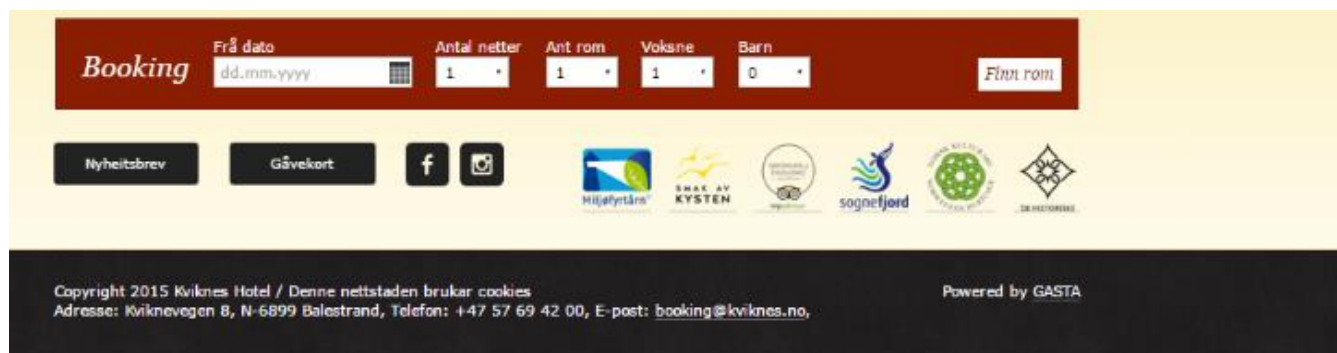 Frå dato Antal netter Ant rom Voksne Barn
Booking dd.mm.yyyy 1 1 1 0 Finn rom
Nyheitsbrev Gåvekort f
Miljøfyrtårn SMAK AV KYSTEN sognefjord DE HISTORISKE
Copyright 2015 Kviknes Hotel / Denne nettstaden brukar cookies Powered by GASTA
Adresse: Kviknevegen 8, N-6899 Balestrand, Telefon: +47 57 69 42 00, E-post: booking@kviknes.no,